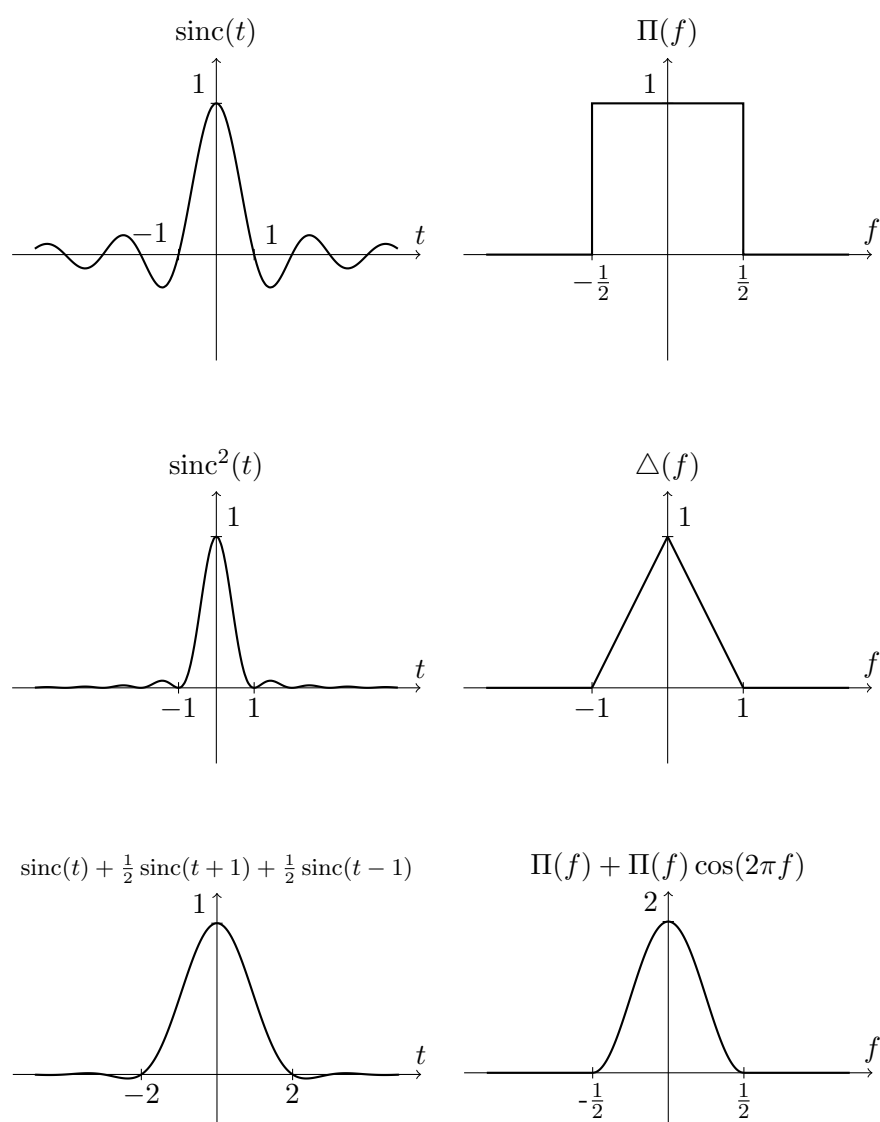 sinc(t)
Π(f)
1
1
−1
1
t
f
−1/2
1/2
sinc²(t)
△(f)
1
1
t
f
−1
1
−1
1
sinc(t) + 1/2 sinc(t + 1) + 1/2 sinc(t − 1)
Π(f) + Π(f) cos(2πf)
1
2
t
f
−2
2
-1/2
1/2